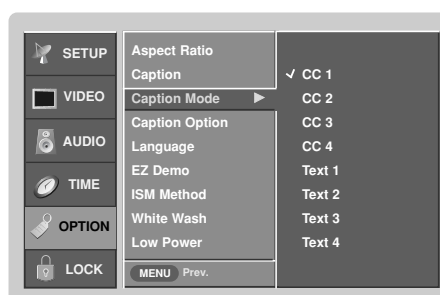 SETUP
VIDEO
AUDIO
TIME
OPTION
LOCK
Aspect Ratio
Caption
Caption Mode
Caption Option
Language
EZ Demo
ISM Method
White Wash
Low Power
MENU Prev.
CC 1
CC 2
CC 3
CC 4
Text 1
Text 2
Text 3
Text 4